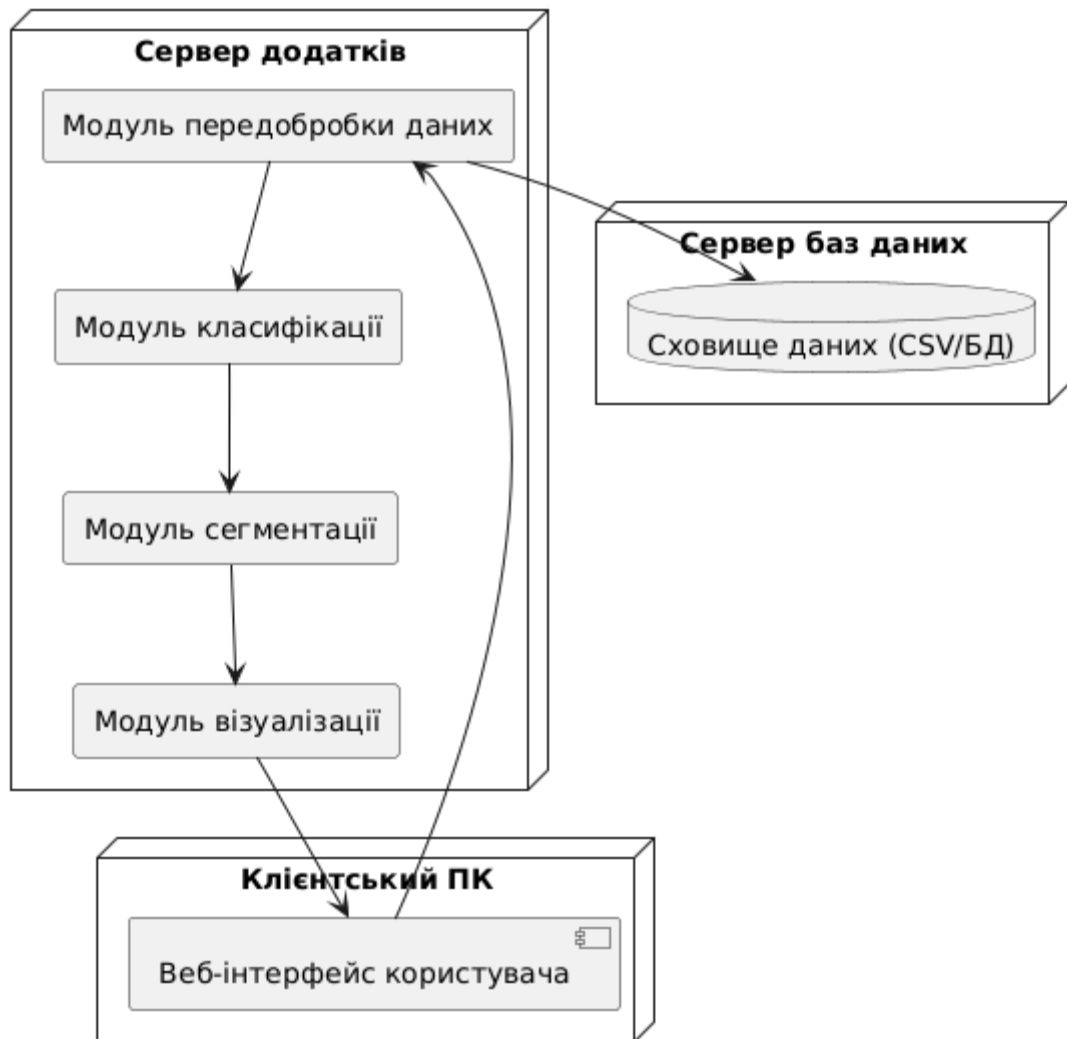 Сервер додатків
Модуль передобробки даних
Модуль класифікації
Модуль сегментації
Модуль візуалізації
Сервер баз даних
Сховище даних (CSV/БД)
Клієнтський ПК
Веб-інтерфейс користувача